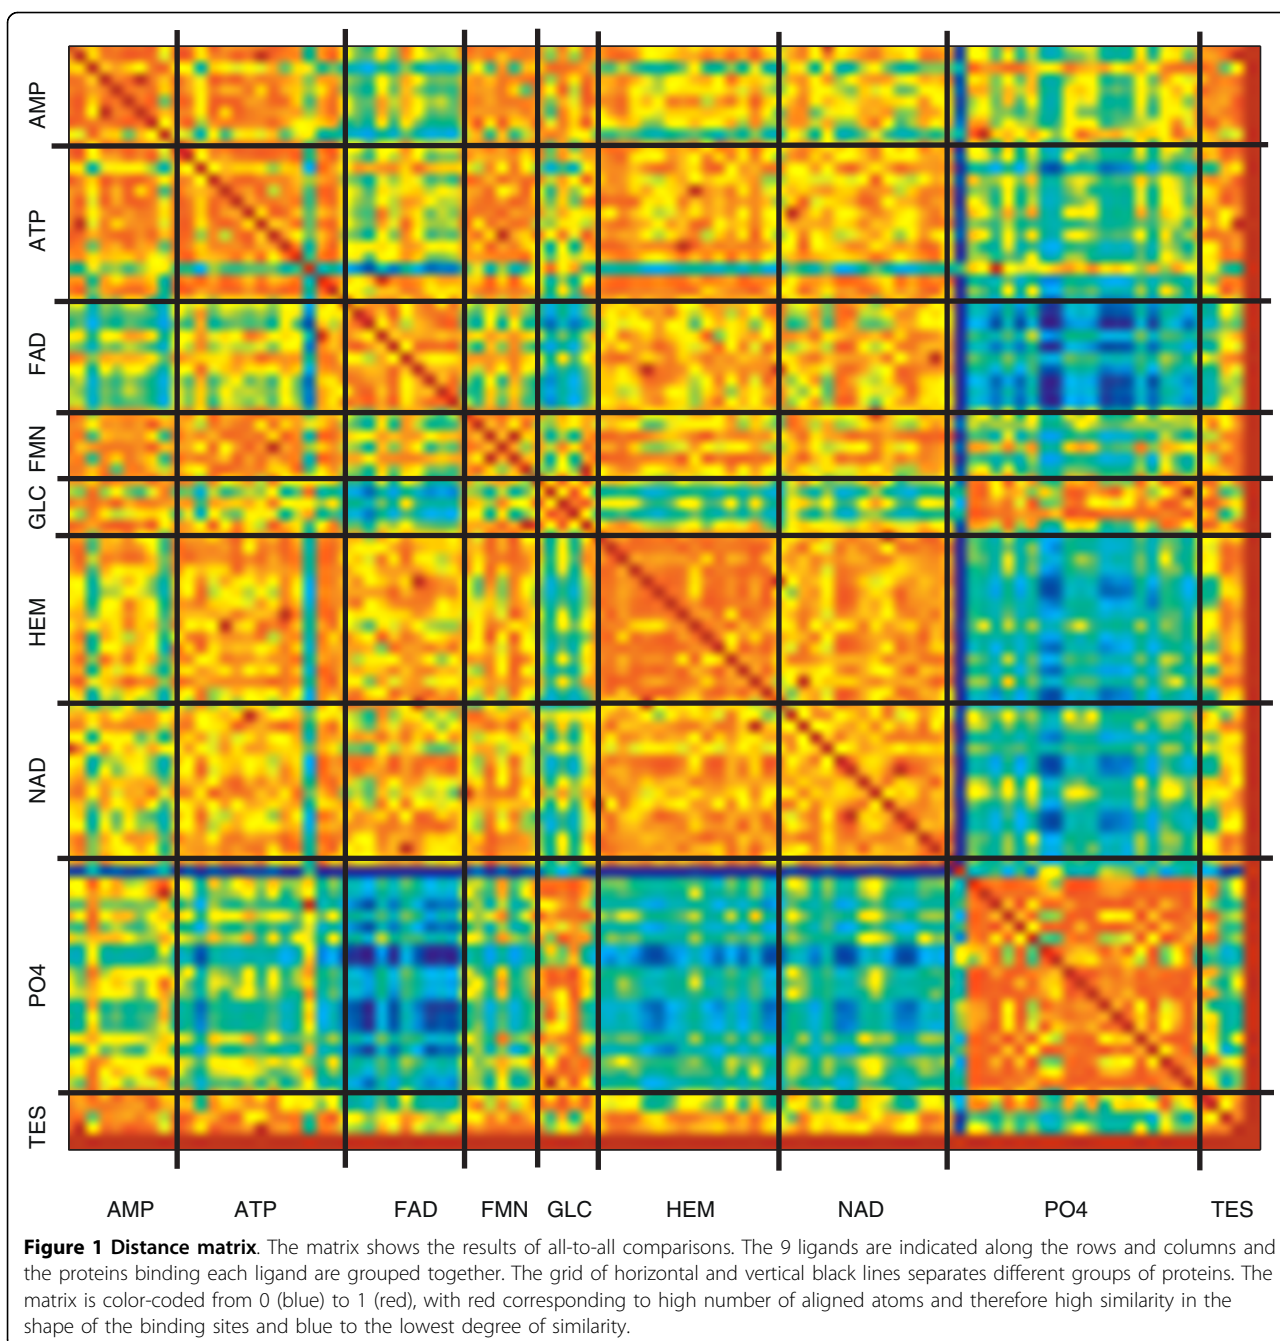 AMP
ATP
FAD
FMN
GLC
HEM
NAD
PO4
TES
AMP ATP FAD FMN GLC HEM NAD PO4 TES
Figure 1 Distance matrix. The matrix shows the results of all-to-all comparisons. The 9 ligands are indicated along the rows and columns and
the proteins binding each ligand are grouped together. The grid of horizontal and vertical black lines separates different groups of proteins. The
matrix is color-coded from 0 (blue) to 1 (red), with red corresponding to high number of aligned atoms and therefore high similarity in the
shape of the binding sites and blue to the lowest degree of similarity.